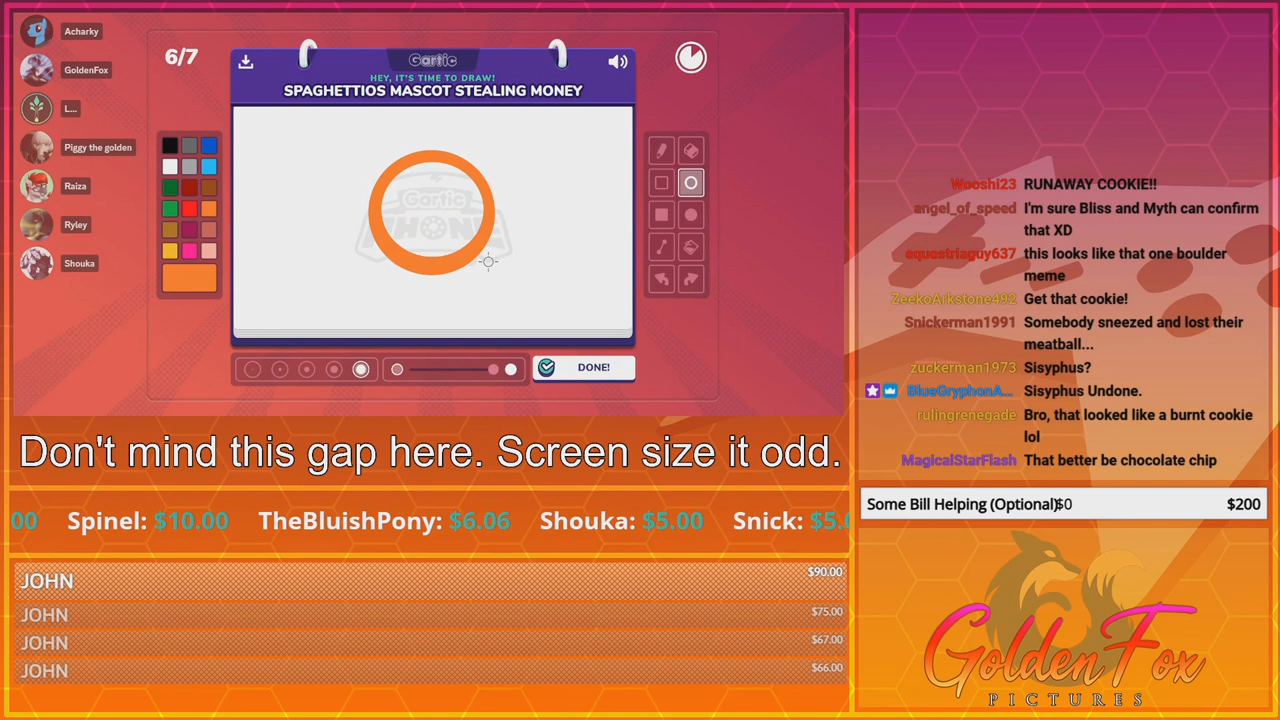 Acharky
GoldenFox
L...
Piggy the golden
Raiza
Ryley
Shouka
6/7
Gartic
HEY, IT'S TIME TO DRAW!
SPAGHETTIOS MASCOT STEALING MONEY
Gartic
PHONE
DONE!
Don't mind this gap here. Screen size it odd.
00 Spinel: $10.00 TheBluishPony: $6.06 Shouka: $5.00 Snick: $5.0
JOHN $90.00
JOHN $75.00
JOHN $67.00
JOHN $66.00
Wooshi23 RUNAWAY COOKIE!!
angel_of_speed I'm sure Bliss and Myth can confirm
that XD
equestriaguy637 this looks like that one boulder
meme
ZeekoArkstone492 Get that cookie!
Snickerman1991 Somebody sneezed and lost their
meatball...
zuckerman1973 Sisyphus?
BlueGryphonA... Sisyphus Undone.
rulingrenegade Bro, that looked like a burnt cookie
lol
MagicalStarFlash That better be chocolate chip
Some Bill Helping (Optional) $0 $200
GoldenFox
PICTURES